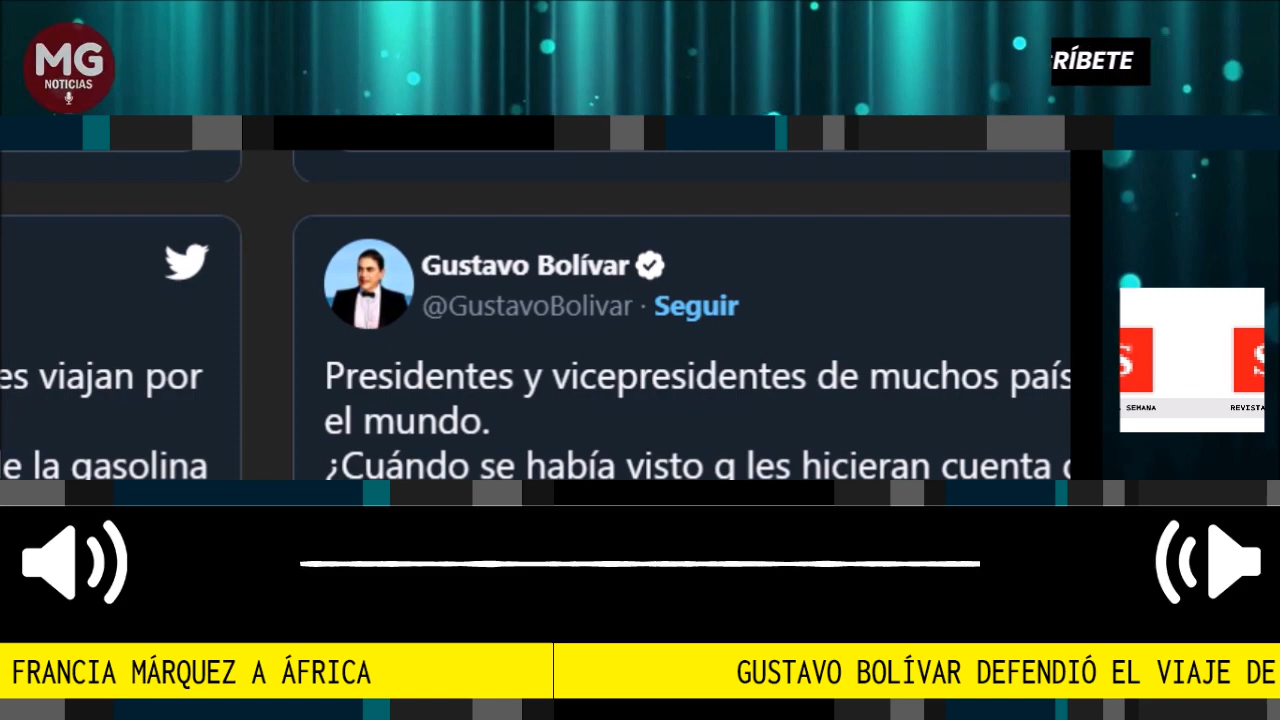 MG
NOTICIAS
RÍBETE
Gustavo Bolívar
@GustavoBolivar · Seguir
es viajan por
Presidentes y vicepresidentes de muchos país
el mundo.
e la gasolina
¿Cuándo se había visto q les hicieran cuenta
S
S
SEMANA
REVISTA
FRANCIA MÁRQUEZ A ÁFRICA
GUSTAVO BOLÍVAR DEFENDIÓ EL VIAJE DE